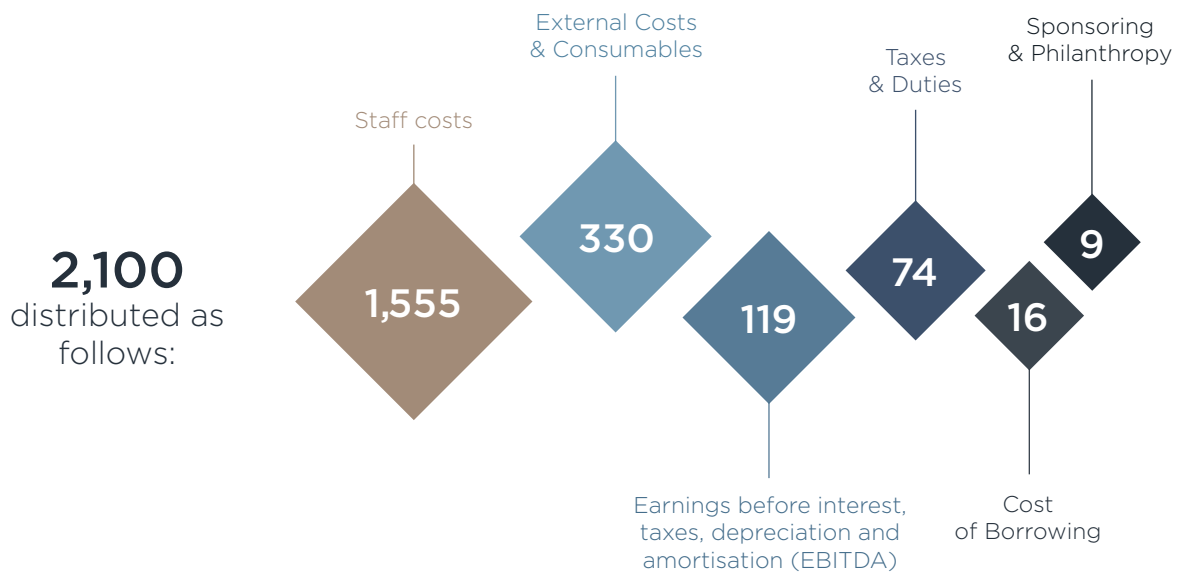 2,100
distributed as
follows:
Staff costs
1,555
External Costs
& Consumables
330
119
Earnings before interest,
taxes, depreciation and
amortisation (EBITDA)
Taxes
& Duties
74
16
Cost
of Borrowing
Sponsoring
& Philanthropy
9